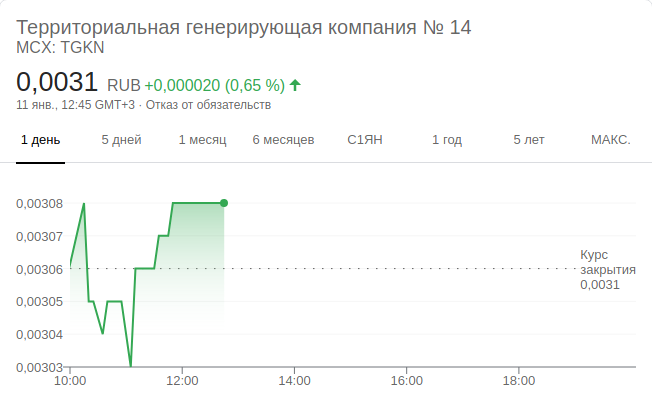 Территориальная генерирующая компания № 14
MCX: TGKN
0,0031 RUB +0,000020 (0,65 %)
11 янв., 12:45 GMT+3 · Отказ от обязательств
1 день 5 дней 1 месяц 6 месяцев С1ЯН 1 год 5 лет МАКС.
0,00308
0,00307
0,00306
0,00305
0,00304
0,00303
Курс
закрытия
0,0031
10:00 12:00 14:00 16:00 18:00